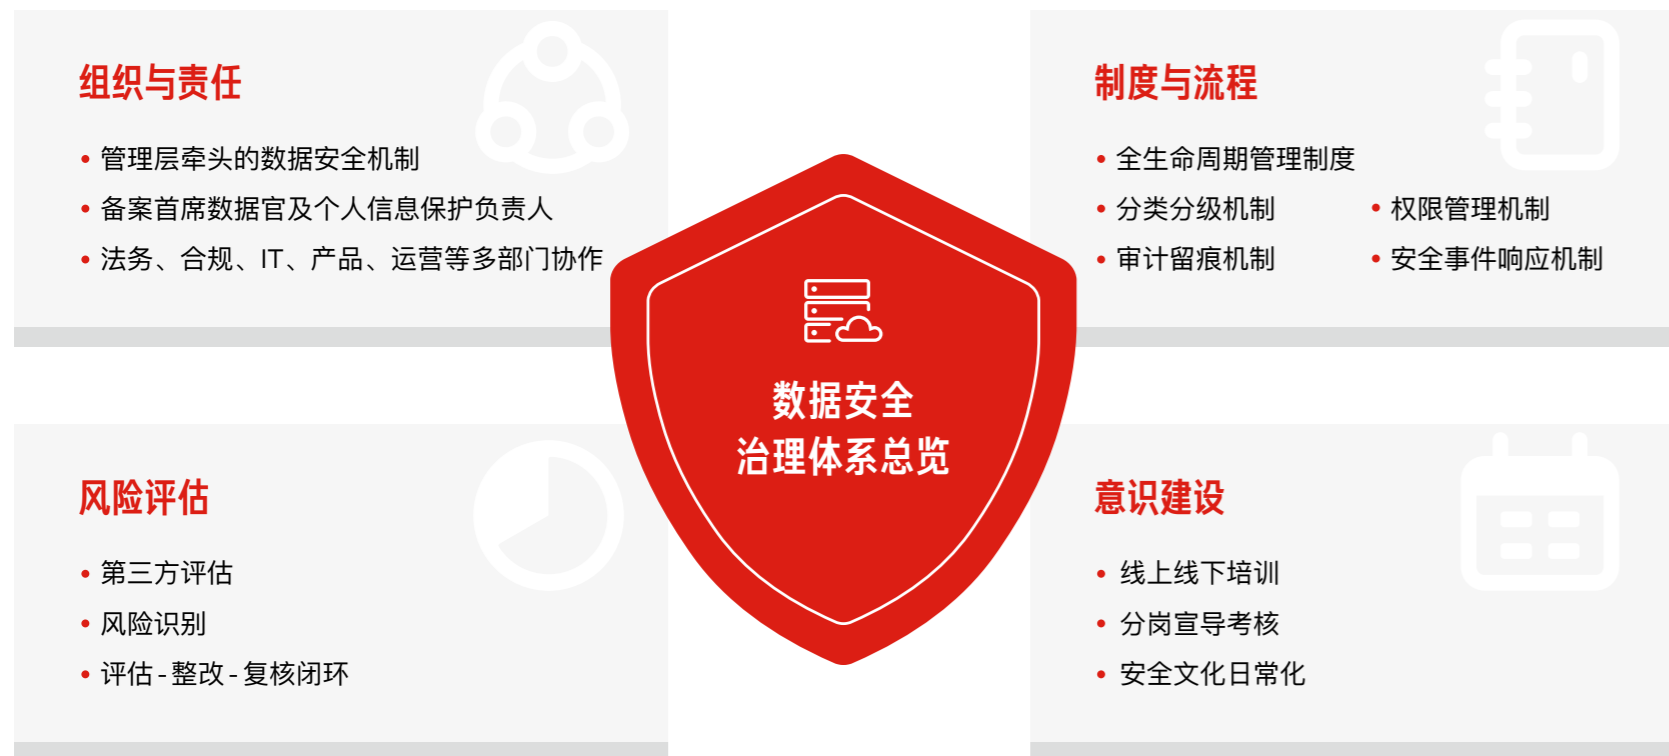 组织与责任
• 管理层牵头的数据安全机制
• 备案首席数据官及个人信息保护负责人
• 法务、合规、IT、产品、运营等多部门协作
制度与流程
• 全生命周期管理制度
• 分类分级机制
• 权限管理机制
• 审计留痕机制
• 安全事件响应机制
数据安全
治理体系总览
风险评估
• 第三方评估
• 风险识别
• 评估-整改-复核闭环
意识建设
• 线上线下培训
• 分岗宣导考核
• 安全文化日常化